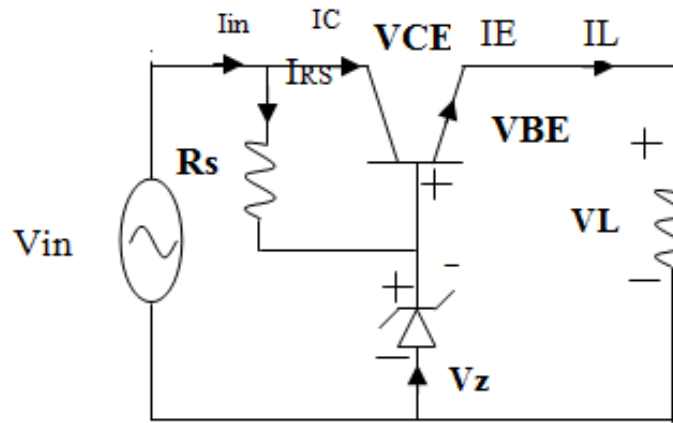 Iin IC VCE IE IL
IRS
VBE
+
Rs
+
VL
Vin
-
+
−
−
Vz